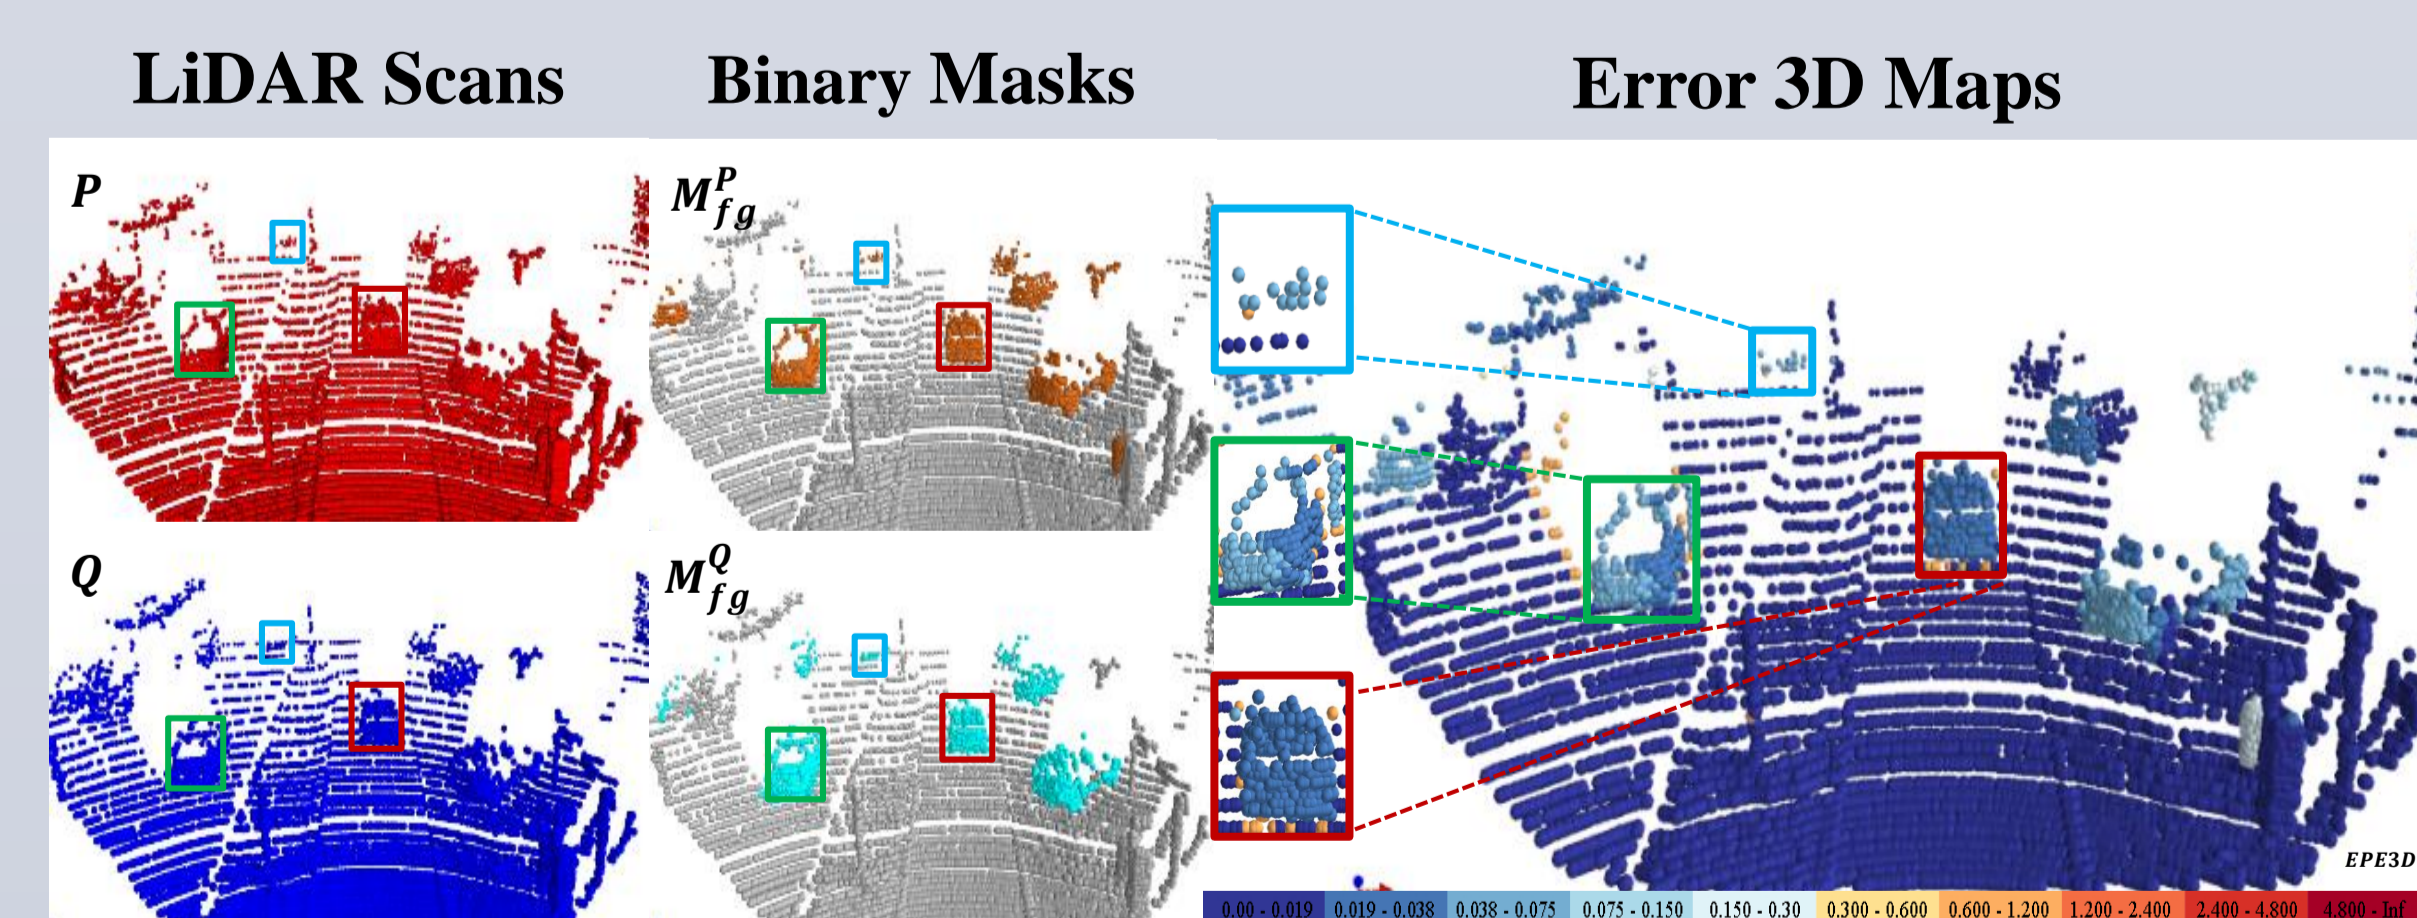 LiDAR Scans
Binary Masks
Error 3D Maps
P
M^P_fg
Q
M^Q_fg
EPE3D
0.00 - 0.019 0.019 - 0.038 0.038 - 0.075 0.075 - 0.150 0.150 - 0.30 0.300 - 0.600 0.600 - 1.200 1.200 - 2.400 2.400 - 4.800 4.800 - Inf